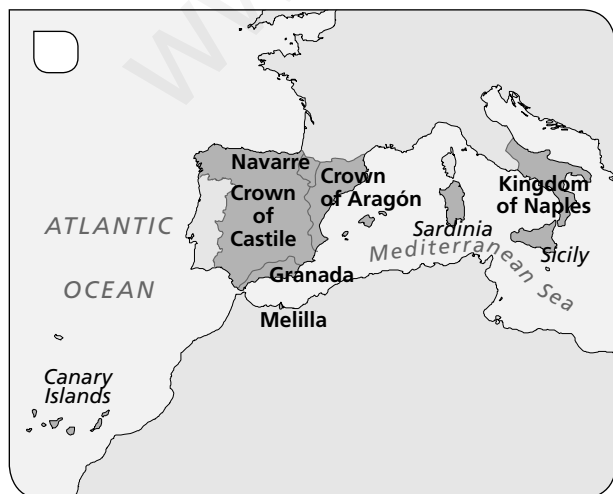 Navarre
Crown
of
Castile
Crown
of Aragón
Kingdom
of Naples
ATLANTIC
OCEAN
Sardinia
Sicily
Mediterranean Sea
Granada
Melilla
Canary
Islands